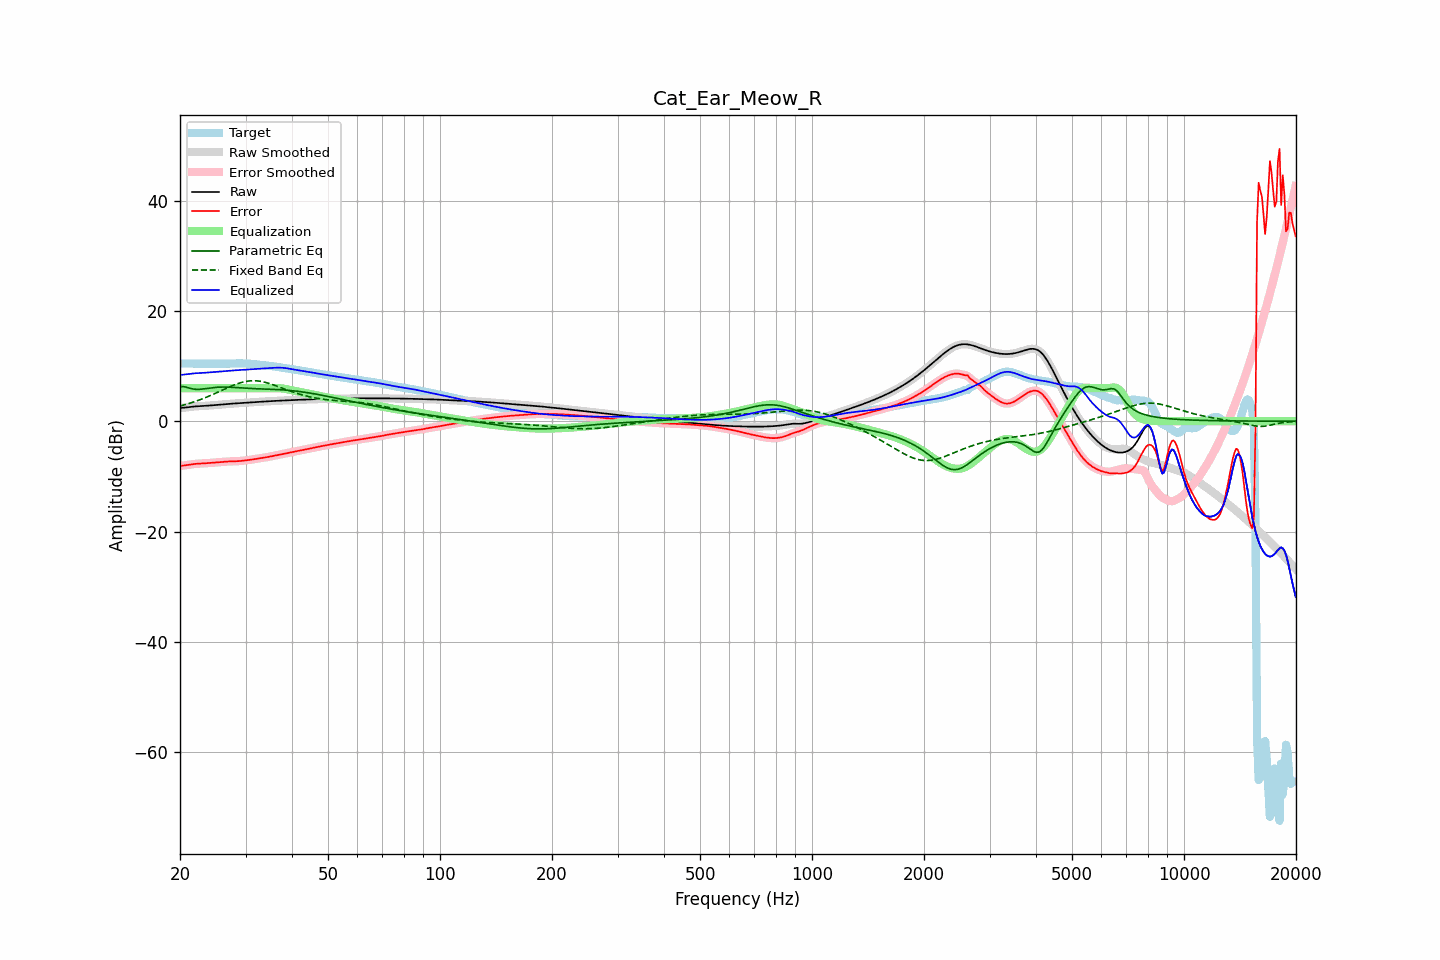 Cat_Ear_Meow_R
Target
Raw Smoothed
Error Smoothed
Raw
Error
Equalization
Parametric Eq
Fixed Band Eq
Equalized
40
20
0
−20
−40
−60
Amplitude (dBr)
20 50 100 200 500 1000 2000 5000 10000 20000
Frequency (Hz)